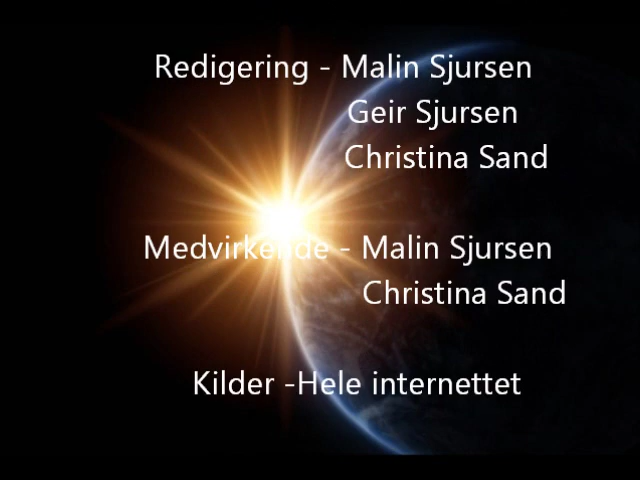 Redigering - Malin Sjursen
Geir Sjursen
Christina Sand
Medvirkende - Malin Sjursen
Christina Sand
Kilder -Hele internettet